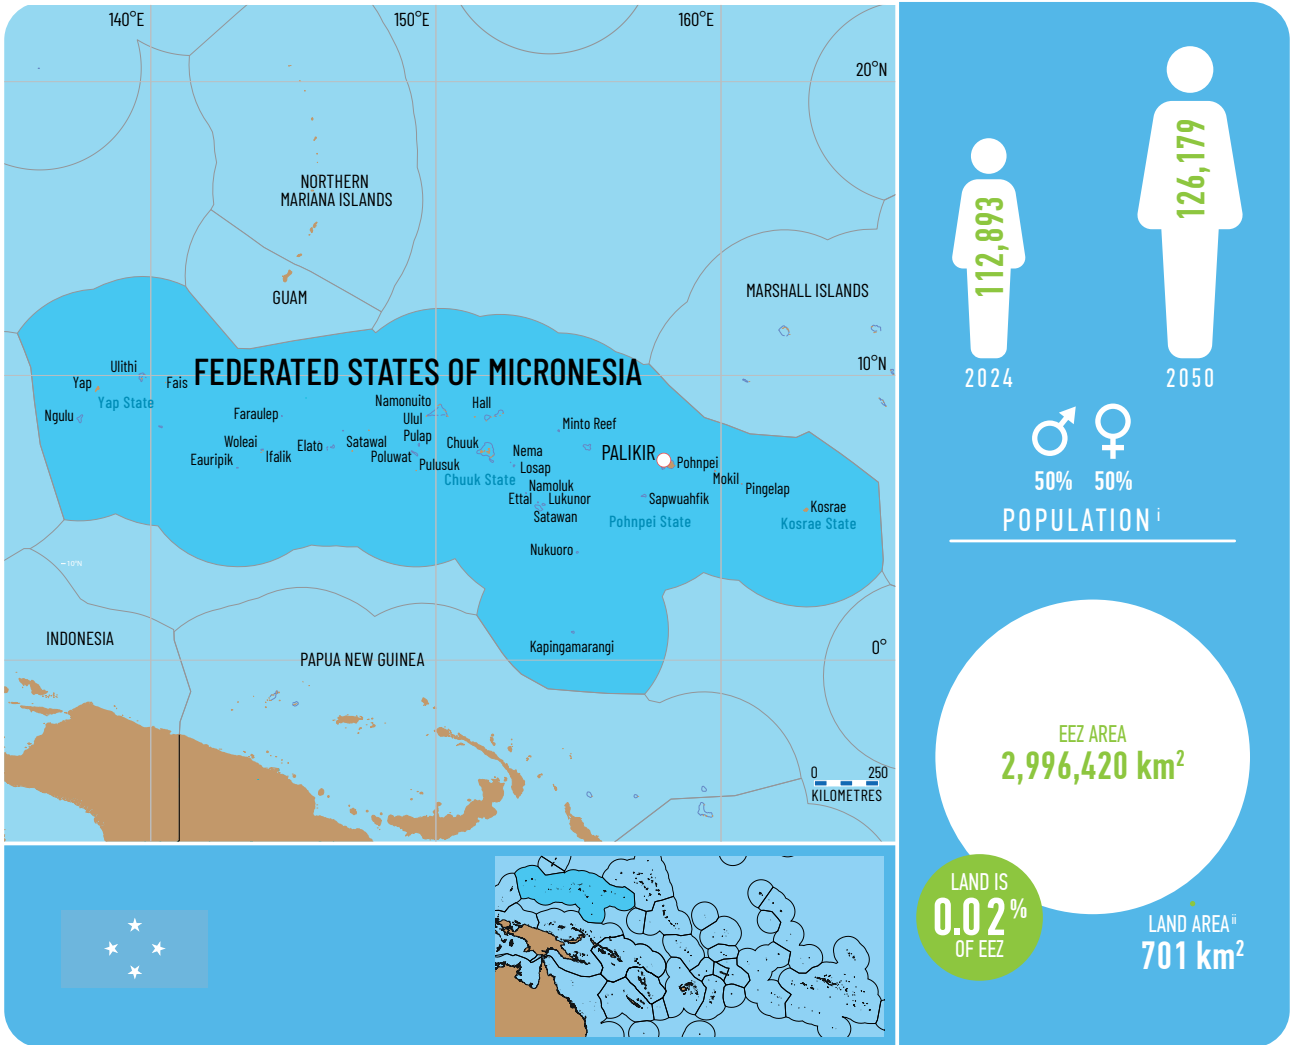 140°E
150°E
160°E
20°N
NORTHERN
MARIANA ISLANDS
GUAM
MARSHALL ISLANDS
10°N
FEDERATED STATES OF MICRONESIA
Ulithi
Yap
Fais
Yap State
Ngulu
Namonuito
Hall
Faraulep
Ulul
Minto Reef
Pulap
Woleai
Elato
Satawal
Chuuk
Nema
PALIKIR
Eauripik
Ifalik
Poluwat
Pulusuk
Losap
Pohnpei
Chuuk State
Mokil
Namoluk
Pingelap
Ettal
Lukunor
Sapwuahfik
Kosrae
Satawan
Pohnpei State
Kosrae State
Nukuoro
—10°N
INDONESIA
Kapingamarangi
0°
PAPUA NEW GUINEA
0 250
KILOMETRES
112,893
126,179
2024
2050
50% 50%
POPULATION i
EEZ AREA
2,996,420 km²
LAND IS
0.02%
OF EEZ
LAND AREA ii
701 km²